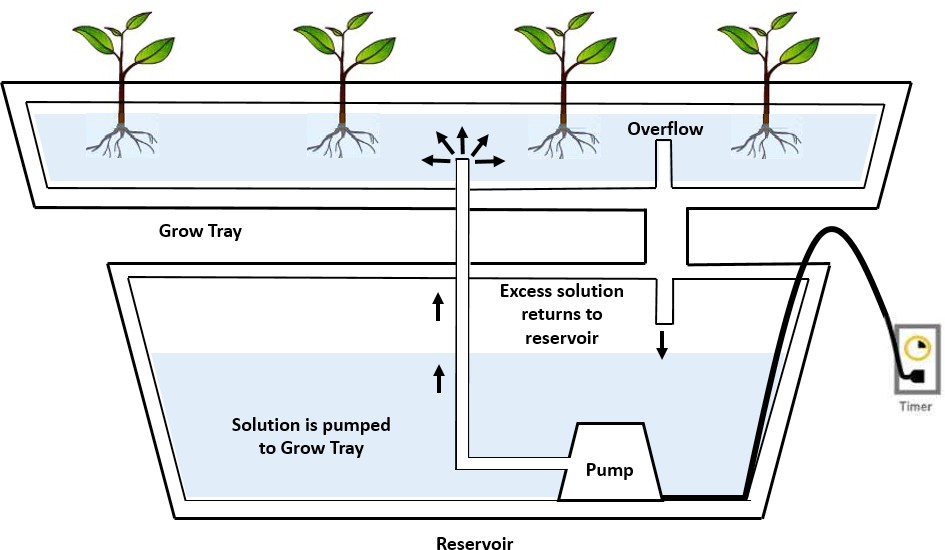 Overflow
Grow Tray
Excess solution
returns to
reservoir
Timer
Solution is pumped
to Grow Tray
Pump
Reservoir